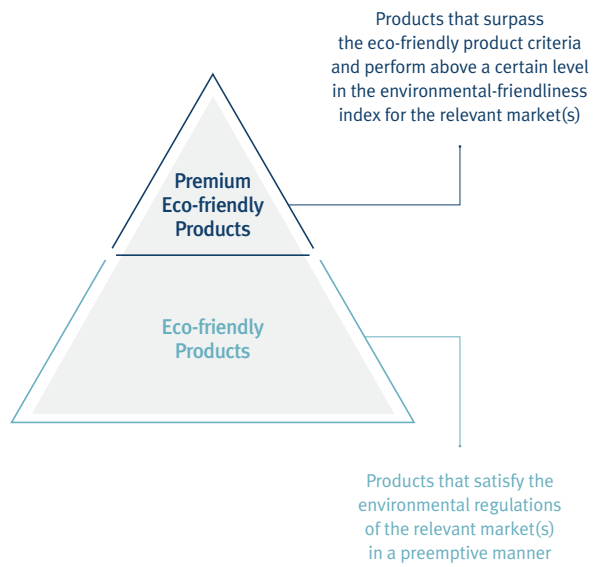 Products that surpass
the eco-friendly product criteria
and perform above a certain level
in the environmental-friendliness
index for the relevant market(s)
Premium
Eco-friendly
Products
Eco-friendly
Products
Products that satisfy the
environmental regulations
of the relevant market(s)
in a preemptive manner